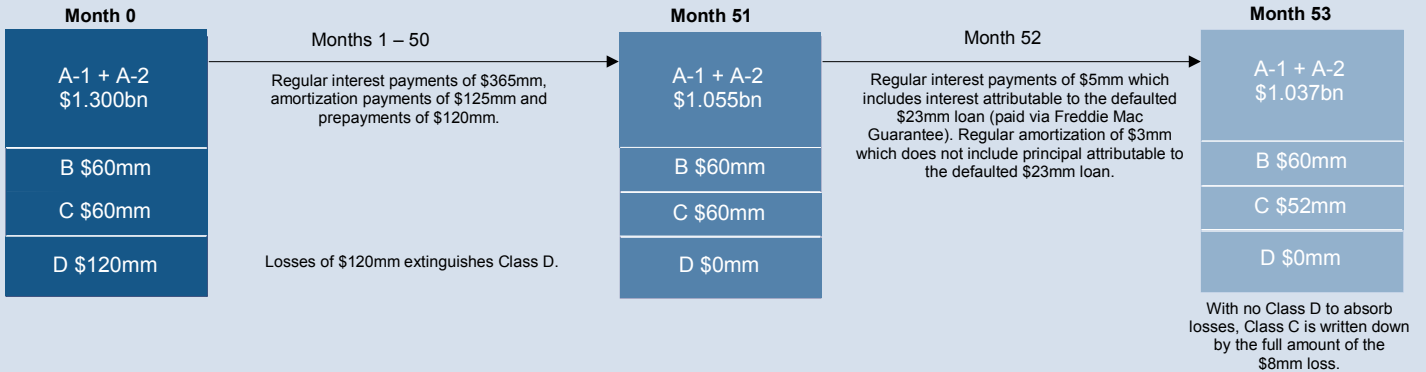 Month 0
A-1 + A-2
$1.300bn
B $60mm
C $60mm
D $120mm
Months 1 – 50
Regular interest payments of $365mm,
amortization payments of $125mm and
prepayments of $120mm.
Losses of $120mm extinguishes Class D.
Month 51
A-1 + A-2
$1.055bn
B $60mm
C $60mm
D $0mm
Month 52
Regular interest payments of $5mm which
includes interest attributable to the defaulted
$23mm loan (paid via Freddie Mac
Guarantee). Regular amortization of $3mm
which does not include principal attributable to
the defaulted $23mm loan.
Month 53
A-1 + A-2
$1.037bn
B $60mm
C $52mm
D $0mm
With no Class D to absorb
losses, Class C is written down
by the full amount of the
$8mm loss.